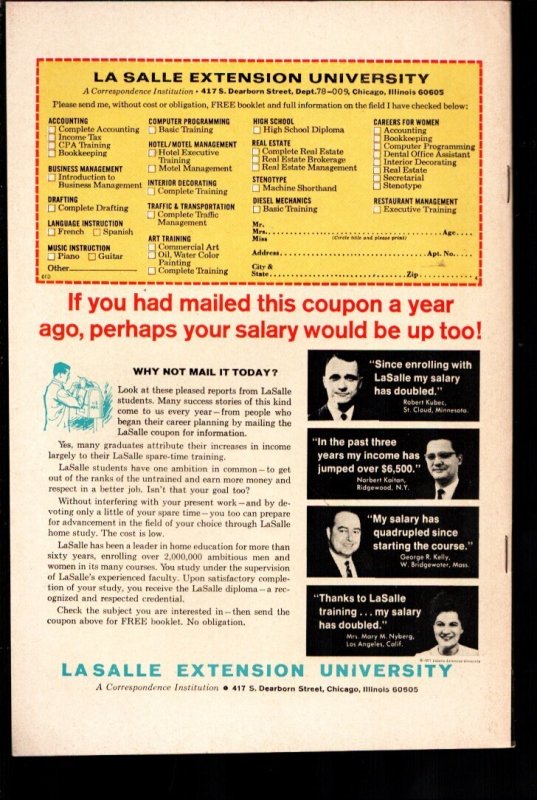 LA SALLE EXTENSION UNIVERSITY
A Correspondence Institution • 417 S. Dearborn Street, Dept. 78-009, Chicago, Illinois 60605
Please send me, without cost or obligation, FREE booklet and full information on the field I have checked below:
ACCOUNTING
Complete Accounting
Income Tax
CPA Training
Bookkeeping
BUSINESS MANAGEMENT
Introduction to
Business Management
DRAFTING
Complete Drafting
LANGUAGE INSTRUCTION
French Spanish
MUSIC INSTRUCTION
Piano Guitar
Other
COMPUTER PROGRAMMING
Basic Training
HOTEL/MOTEL MANAGEMENT
Hotel Executive
Training
Motel Management
INTERIOR DECORATING
Complete Training
TRAFFIC & TRANSPORTATION
Complete Traffic
Management
ART TRAINING
Commercial Art
Oil, Water Color
Painting
Complete Training
HIGH SCHOOL
High School Diploma
REAL ESTATE
Complete Real Estate
Real Estate Brokerage
Real Estate Management
STENOTYPE
Machine Shorthand
DIESEL MECHANICS
Basic Training
CAREERS FOR WOMEN
Accounting
Bookkeeping
Computer Programming
Dental Office Assistant
Interior Decorating
Real Estate
Secretarial
Stenotype
RESTAURANT MANAGEMENT
Executive Training
Mr.
Mrs. Age
Miss (Circle title and please print)
Address Apt. No.
City &
State Zip
If you had mailed this coupon a year
ago, perhaps your salary would be up too!
WHY NOT MAIL IT TODAY?
Look at these pleased reports from LaSalle
students. Many success stories of this kind
come to us every year—from people who
began their career planning by mailing the
LaSalle coupon for information.
Yes, many graduates attribute their increases in income
largely to their LaSalle spare-time training.
LaSalle students have one ambition in common—to get
out of the ranks of the untrained and earn more money and
respect in a better job. Isn't that your goal too?
Without interfering with your present work—and by de-
voting only a little of your spare time—you too can prepare
for advancement in the field of your choice through LaSalle
home study. The cost is low.
LaSalle has been a leader in home education for more than
sixty years, enrolling over 2,000,000 ambitious men and
women in its many courses. You study under the supervision
of LaSalle's experienced faculty. Upon satisfactory comple-
tion of your study, you receive the LaSalle diploma—a rec-
ognized and respected credential.
Check the subject you are interested in—then send the
coupon above for FREE booklet. No obligation.
"Since enrolling with
LaSalle my salary
has doubled."
Robert Kubec,
St. Cloud, Minnesota.
"In the past three
years my income has
jumped over $6,500."
Norbert Kaitan,
Ridgewood, N.Y.
"My salary has
quadrupled since
starting the course."
George R. Kelly,
W. Bridgewater, Mass.
"Thanks to LaSalle
training . . . my salary
has doubled."
Mrs. Mary M. Nyberg,
Los Angeles, Calif.
© 1971 LaSalle Extension University
LA SALLE EXTENSION UNIVERSITY
A Correspondence Institution • 417 S. Dearborn Street, Chicago, Illinois 60605